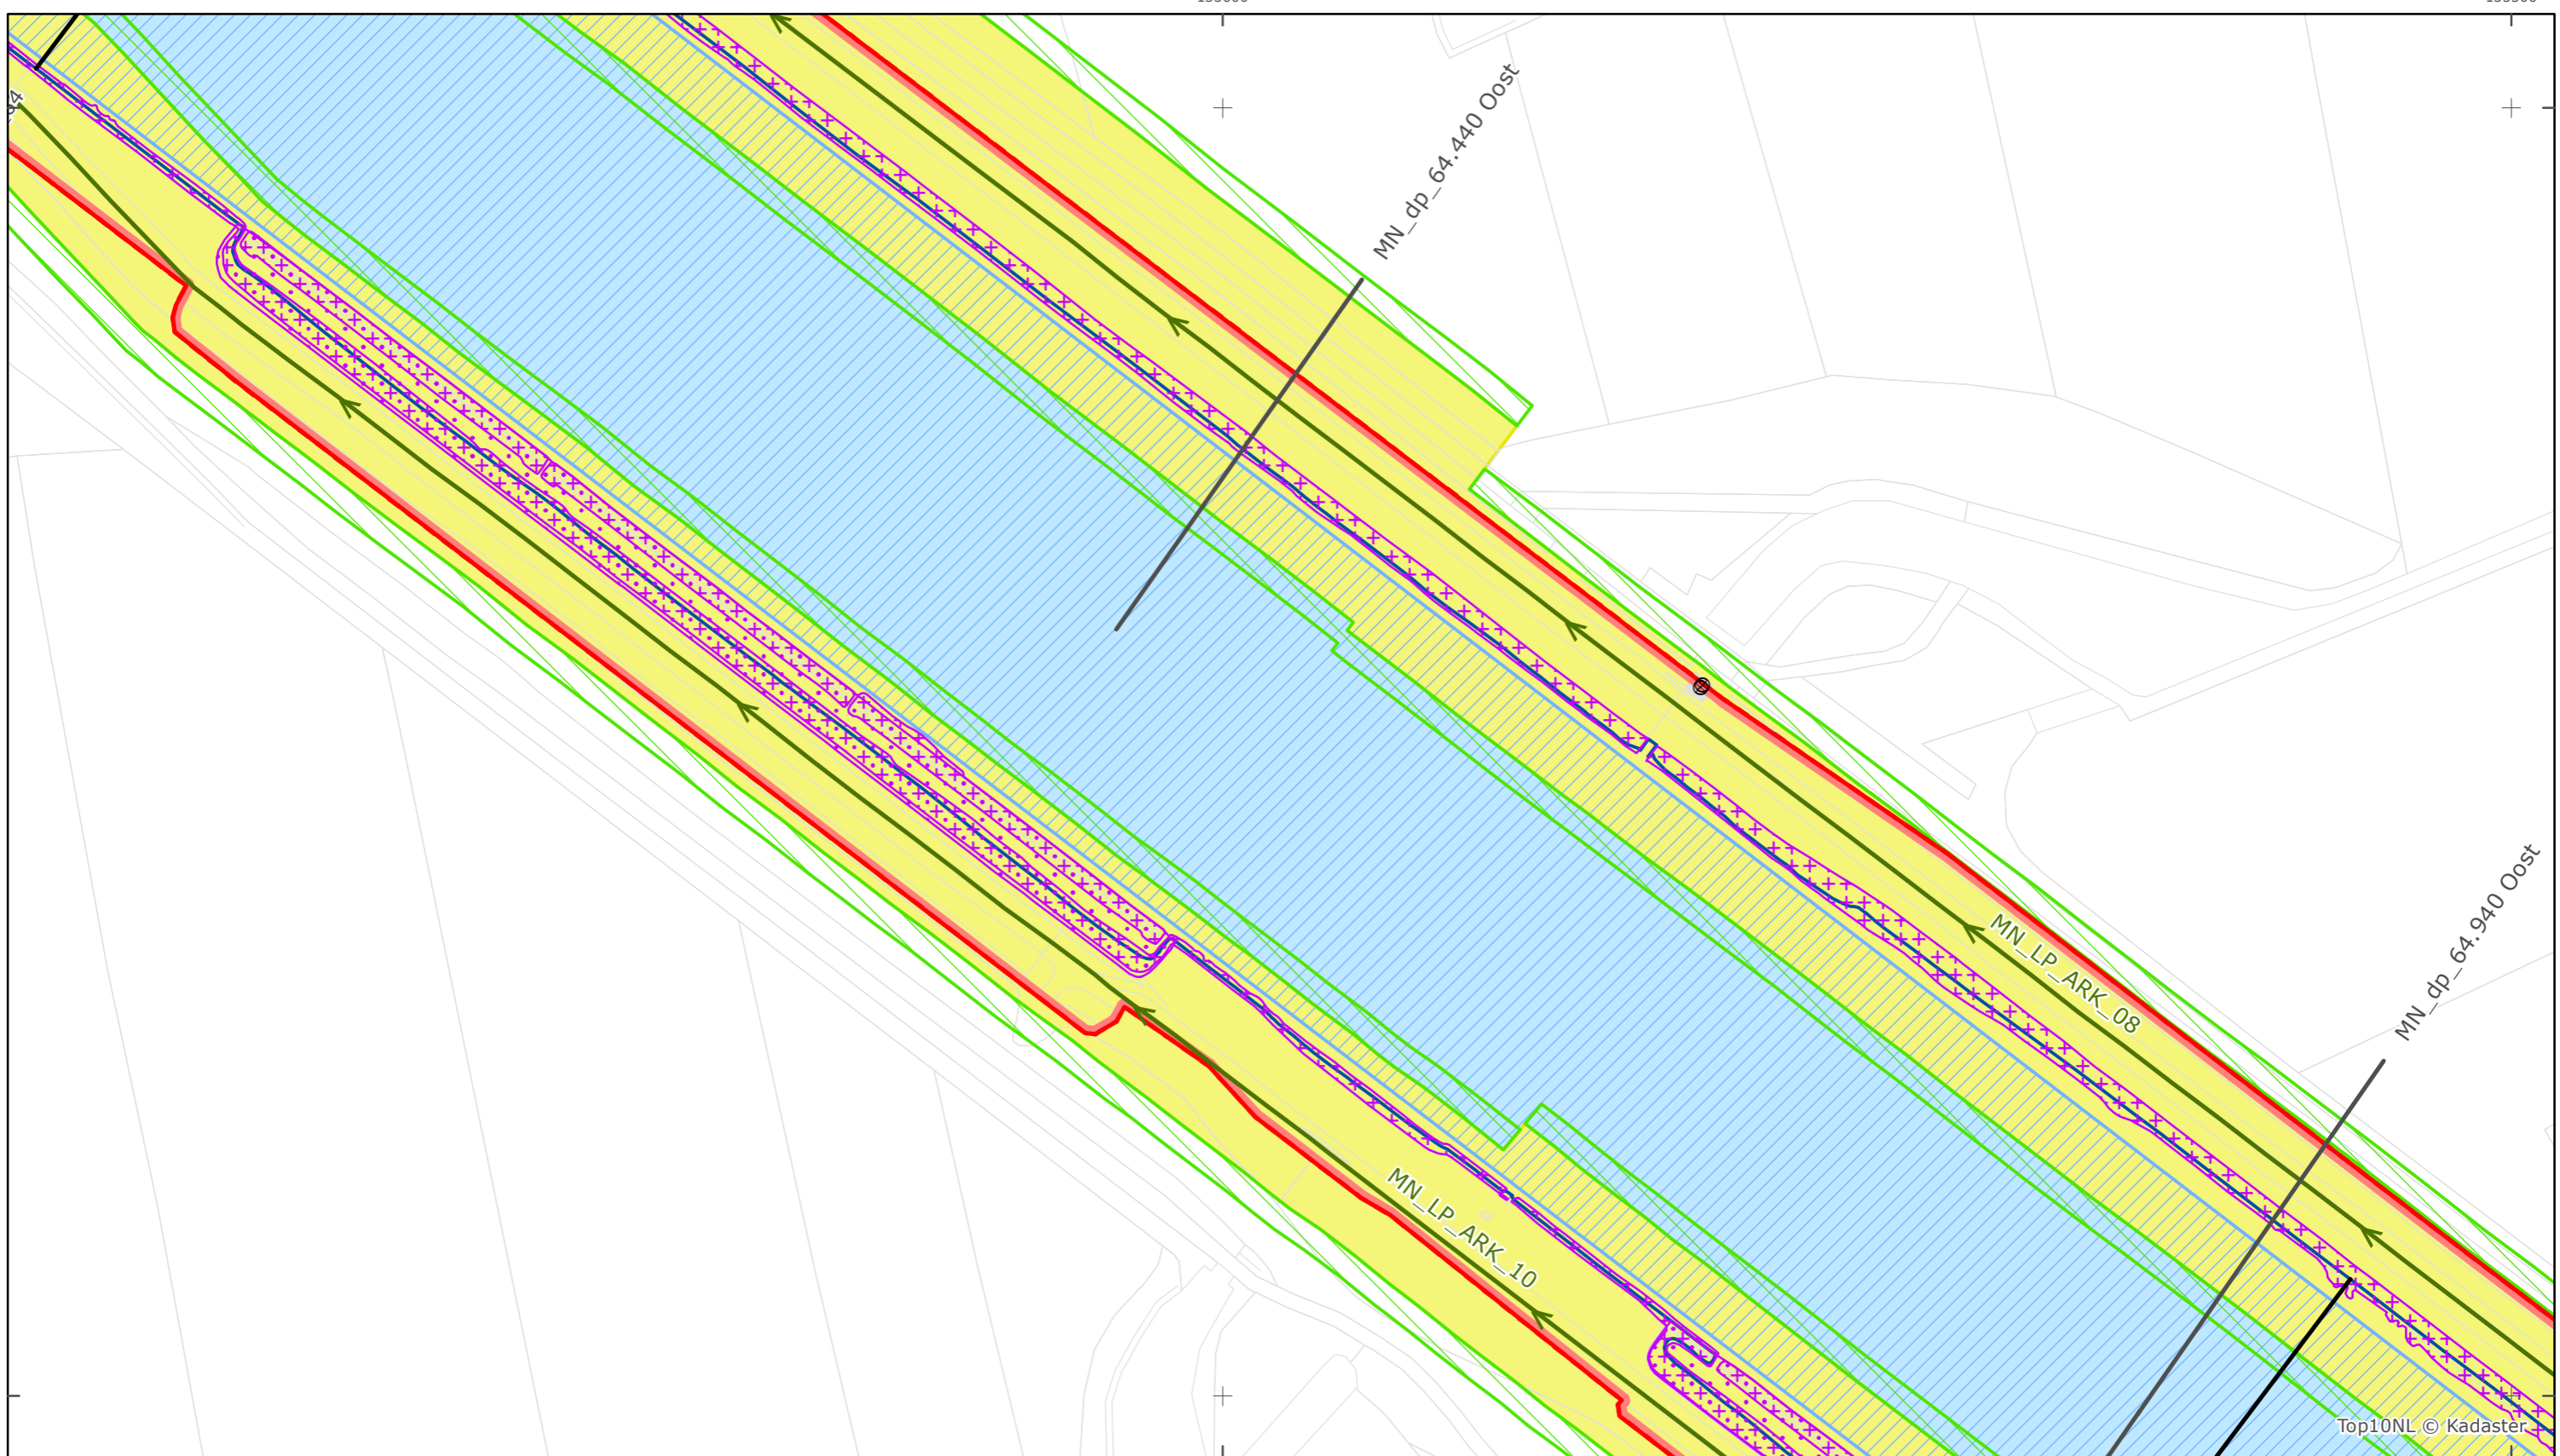 MN_dp_64.440 Oost
MN_dp_64.940 Oost
MN_LP_ARK_08
MN_LP_ARK_10
Top10NL © Kadaster